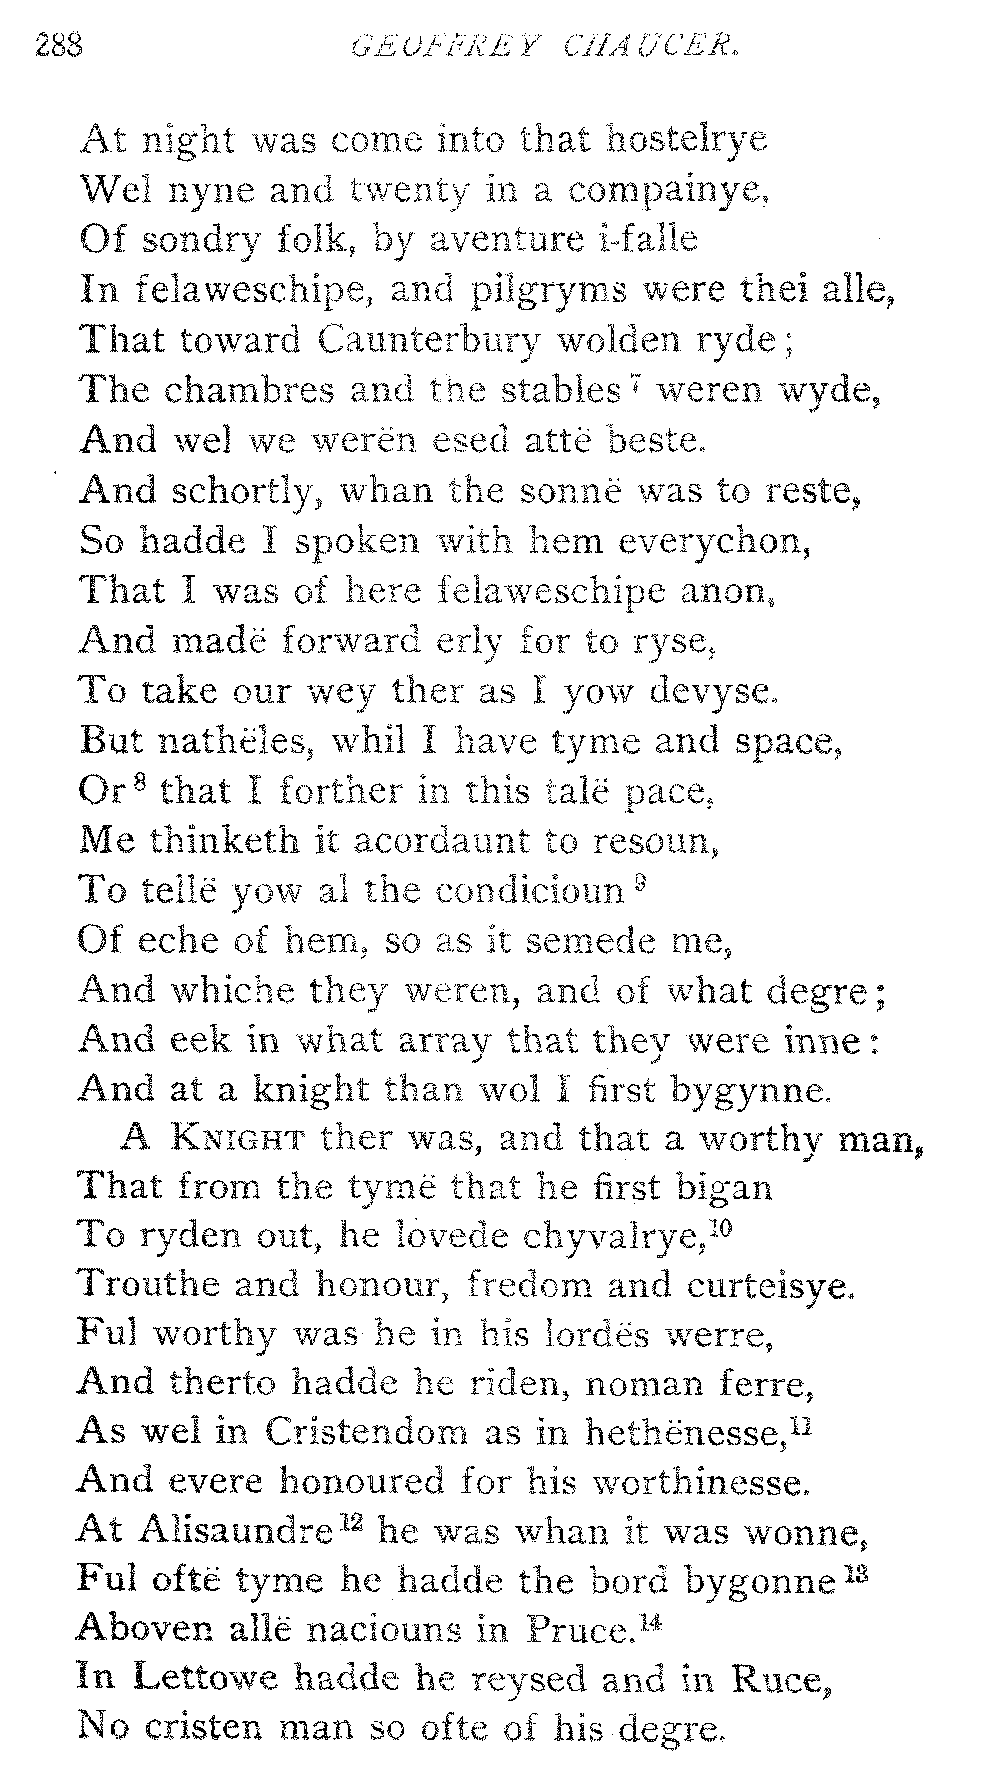 288 GEOFFREY CHAUCER.
At night was come into that hostelrye
Wel nyne and twenty in a compainye,
Of sondry folk, by aventure i-falle
In felaweschipe, and pilgryms were thei alle,
That toward Caunterbury wolden ryde;
The chambres and the stables⁷ weren wyde,
And wel we werën esed attë beste.
And schortly, whan the sonnë was to reste,
So hadde I spoken with hem everychon,
That I was of here felaweschipe anon,
And madë forward erly for to ryse,
To take our wey ther as I yow devyse.
But nathëles, whil I have tyme and space,
Or⁸ that I forther in this talë pace,
Me thinketh it acordaunt to resoun,
To tellë yow al the condicioun⁹
Of eche of hem, so as it semede me,
And whiche they weren, and of what degre;
And eek in what array that they were inne:
And at a knight than wol I first bygynne.
A KNIGHT ther was, and that a worthy man,
That from the tymë that he first bigan
To ryden out, he lovede chyvalrye,¹⁰
Trouthe and honour, fredom and curteisye.
Ful worthy was he in his lordës werre,
And therto hadde he riden, noman ferre,
As wel in Cristendom as in hethënesse,¹¹
And evere honoured for his worthinesse.
At Alisaundre¹² he was whan it was wonne,
Ful oftë tyme he hadde the bord bygonne¹³
Aboven allë naciouns in Pruce.¹⁴
In Lettowe hadde he reysed and in Ruce,
No cristen man so ofte of his degre.